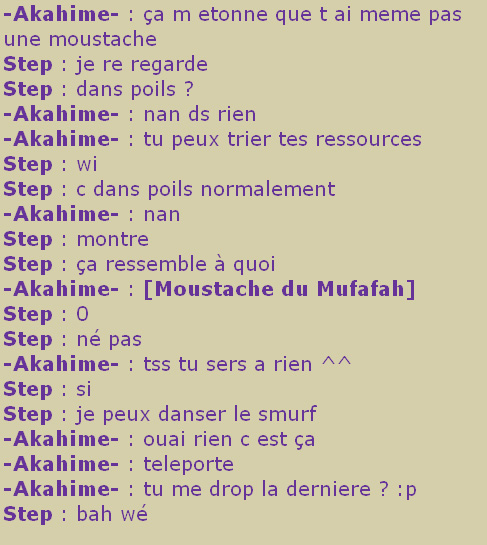 -Akahime- : ça m etonne que t ai meme pas
une moustache
Step : je re regarde
Step : dans poils ?
-Akahime- : nan ds rien
-Akahime- : tu peux trier tes ressources
Step : wi
Step : c dans poils normalement
-Akahime- : nan
Step : montre
Step : ça ressemble à quoi
-Akahime- : [Moustache du Mufafah]
Step : O
Step : né pas
-Akahime- : tss tu sers a rien ^^
Step : si
Step : je peux danser le smurf
-Akahime- : ouai rien c est ça
-Akahime- : teleporte
-Akahime- : tu me drop la derniere ? :p
Step : bah wé